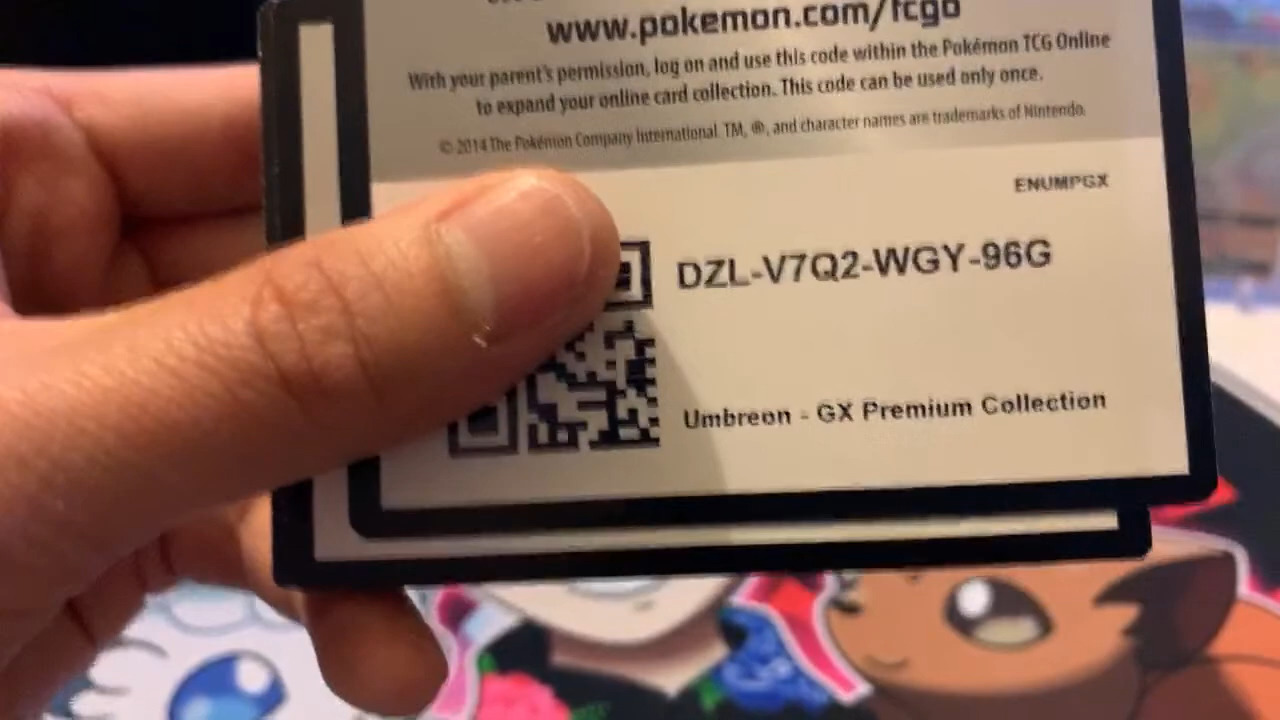 www.pokemon.com/tcgo
With your parent's permission, log on and use this code within the Pokémon TCG Online
to expand your online card collection. This code can be used only once.
© 2014 The Pokémon Company International. TM, ®, and character names are trademarks of Nintendo.
ENUMPGX
DZL-V7Q2-WGY-96G
Umbreon - GX Premium Collection